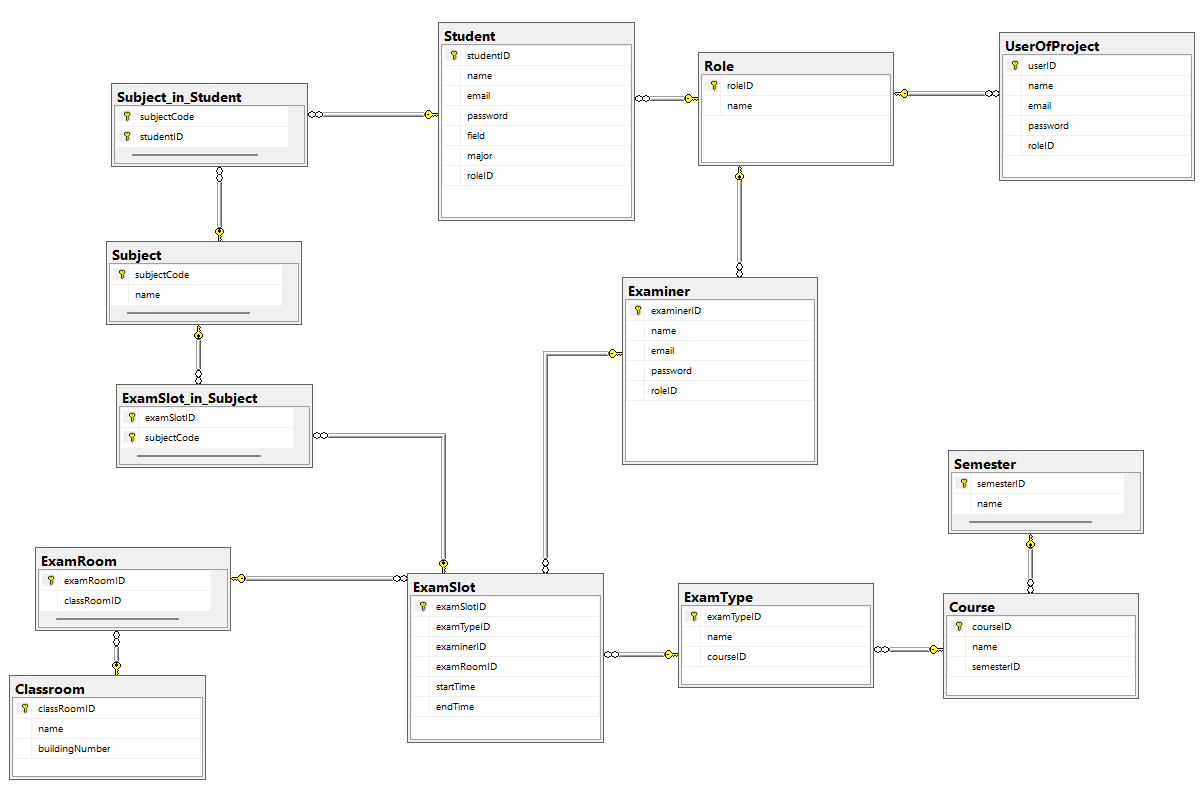 Student
studentID
name
email
password
field
major
roleID
UserOfProject
userID
name
email
password
roleID
Role
roleID
name
Subject_in_Student
subjectCode
studentID
Subject
subjectCode
name
Examiner
examinerID
name
email
password
roleID
ExamSlot_in_Subject
examSlotID
subjectCode
Semester
semesterID
name
ExamRoom
examRoomID
classRoomID
ExamSlot
examSlotID
examTypeID
examinerID
examRoomID
startTime
endTime
ExamType
examTypeID
name
courseID
Course
courseID
name
semesterID
Classroom
classRoomID
name
buildingNumber